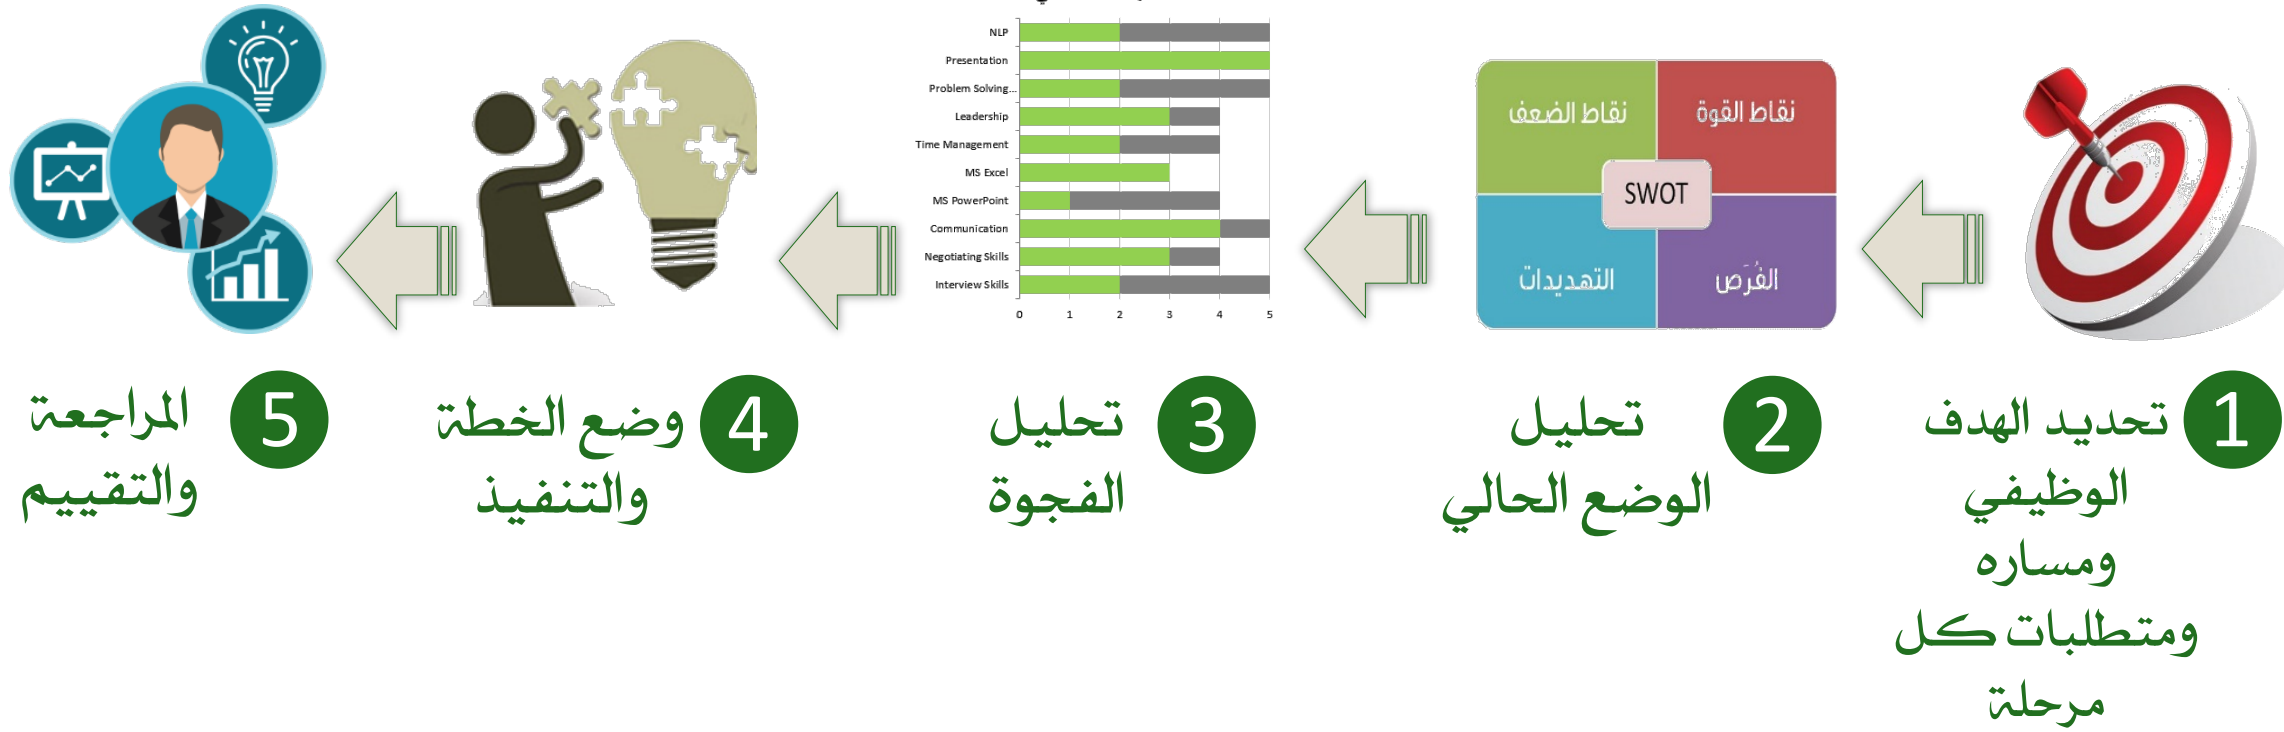 1
تحديد الهدف
الوظيفي
ومساره
ومتطلبات كل
مرحلة
نقاط القوة
نقاط الضعف
SWOT
الفُرَص
التهديدات
2
تحليل
الوضع الحالي
NLP
Presentation
Problem Solving...
Leadership
Time Management
MS Excel
MS PowerPoint
Communication
Negotiating Skills
Interview Skills
0 1 2 3 4 5
3
تحليل
الفجوة
4
وضع الخطة
والتنفيذ
5
المراجعة
والتقييم